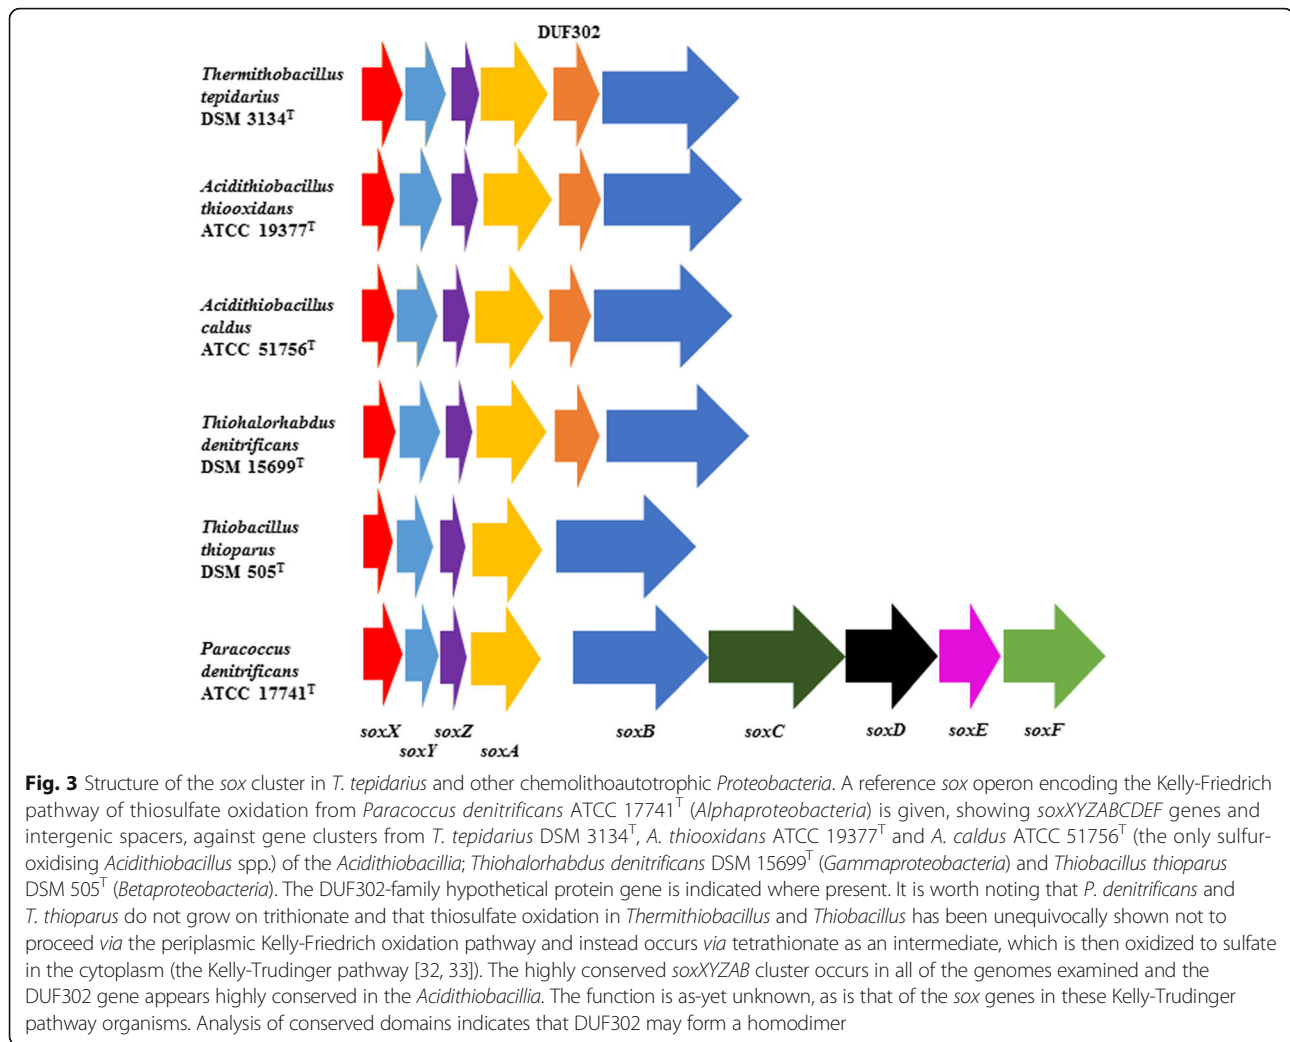 DUF302
Thermithobacillus
tepidarius
DSM 3134T
Acidithiobacillus
thiooxidans
ATCC 19377T
Acidithiobacillus
caldus
ATCC 51756T
Thiohalorhabdus
denitrificans
DSM 15699T
Thiobacillus
thioparus
DSM 505T
Paracoccus
denitrificans
ATCC 17741T
soxX soxZ soxB soxC soxD soxE soxF
soxY soxA
Fig. 3 Structure of the sox cluster in T. tepidarius and other chemolithoautotrophic Proteobacteria. A reference sox operon encoding the Kelly-Friedrich
pathway of thiosulfate oxidation from Paracoccus denitrificans ATCC 17741T (Alphaproteobacteria) is given, showing soxXYZABCDEF genes and
intergenic spacers, against gene clusters from T. tepidarius DSM 3134T, A. thiooxidans ATCC 19377T and A. caldus ATCC 51756T (the only sulfur-
oxidising Acidithiobacillus spp.) of the Acidithiobacillia; Thiohalorhabdus denitrificans DSM 15699T (Gammaproteobacteria) and Thiobacillus thioparus
DSM 505T (Betaproteobacteria). The DUF302-family hypothetical protein gene is indicated where present. It is worth noting that P. denitrificans and
T. thioparus do not grow on trithionate and that thiosulfate oxidation in Thermithiobacillus and Thiobacillus has been unequivocally shown not to
proceed via the periplasmic Kelly-Friedrich oxidation pathway and instead occurs via tetrathionate as an intermediate, which is then oxidized to sulfate
in the cytoplasm (the Kelly-Trudinger pathway [32, 33]). The highly conserved soxXYZAB cluster occurs in all of the genomes examined and the
DUF302 gene appears highly conserved in the Acidithiobacillia. The function is as-yet unknown, as is that of the sox genes in these Kelly-Trudinger
pathway organisms. Analysis of conserved domains indicates that DUF302 may form a homodimer